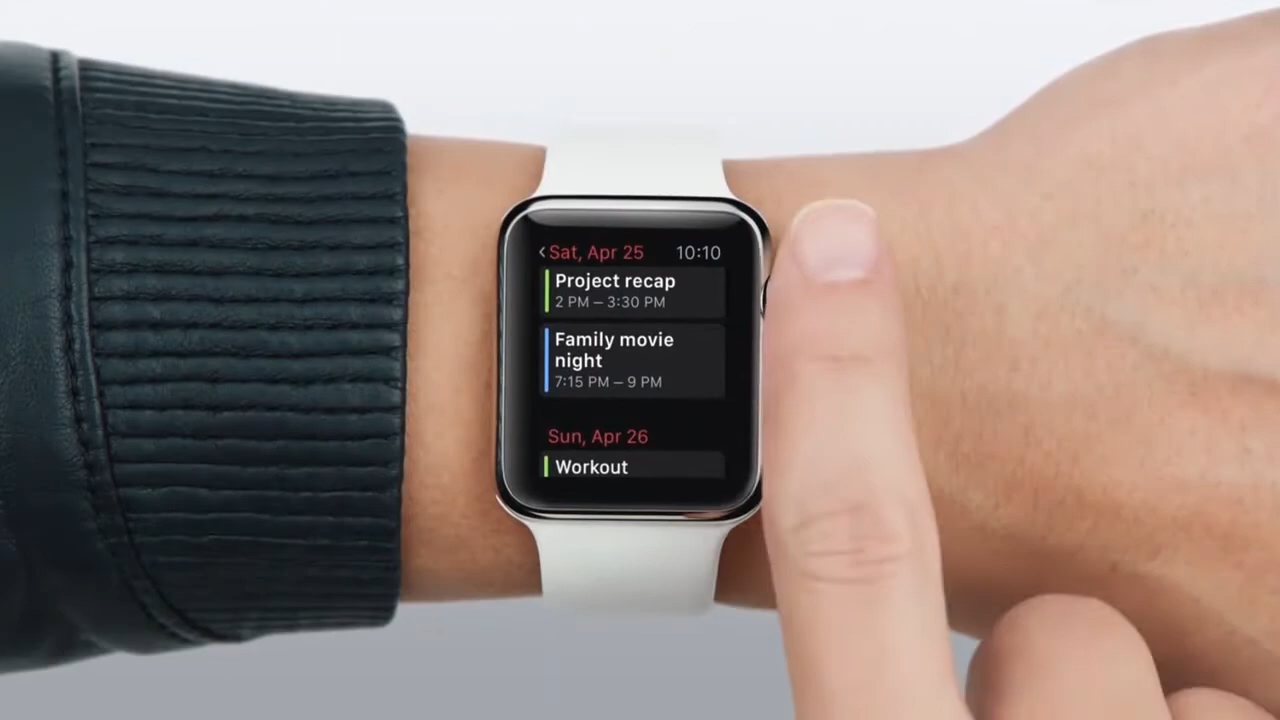 < Sat, Apr 25 10:10
Project recap
2 PM – 3:30 PM
Family movie
night
7:15 PM – 9 PM
Sun, Apr 26
Workout